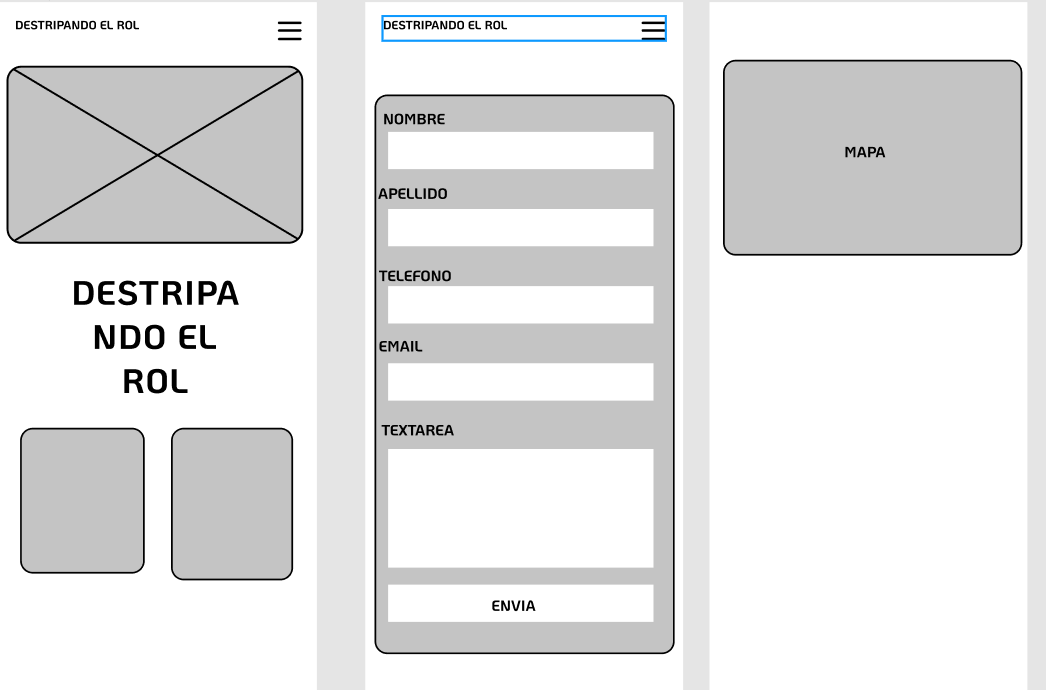 DESTRIPANDO EL ROL
DESTRIPA
NDO EL
ROL
DESTRIPANDO EL ROL
NOMBRE
APELLIDO
TELEFONO
EMAIL
TEXTAREA
ENVIA
MAPA